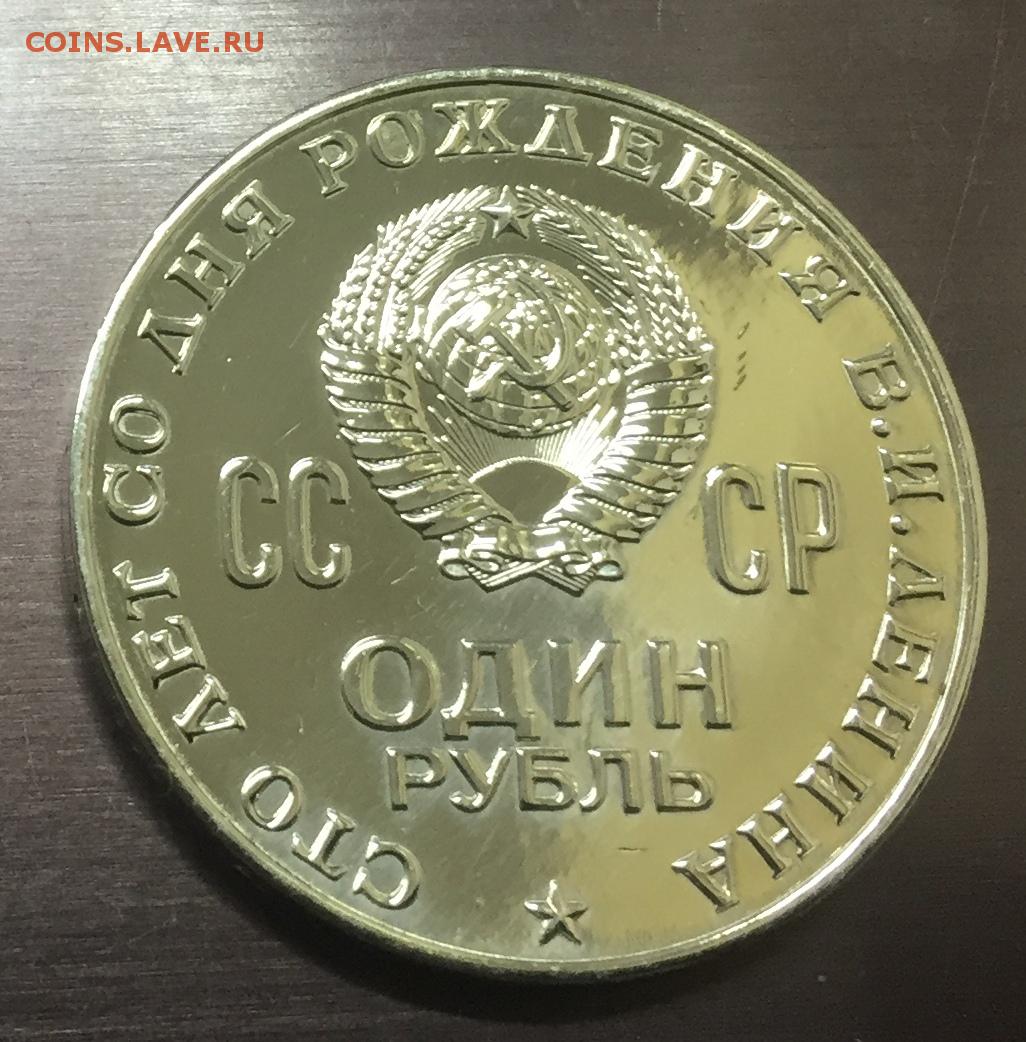 COINS.LAVE.RU
СТО ЛЕТ СО ДНЯ РОЖДЕНИЯ В.И.ЛЕНИНА
СС СР
ОДИН
РУБЛЬ